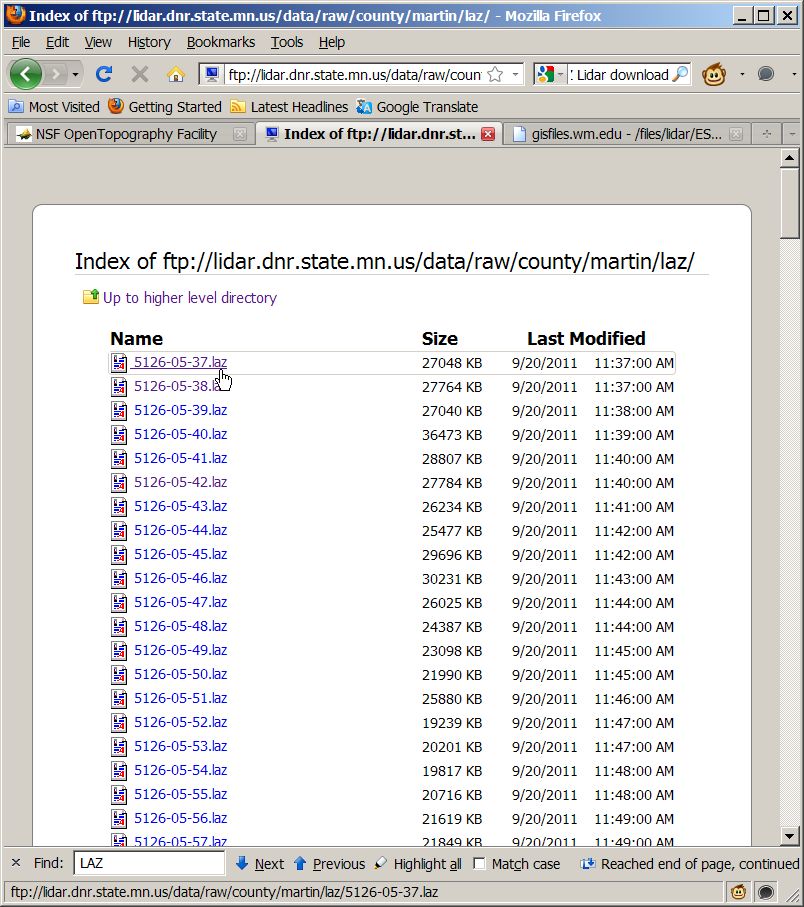 Index of ftp://lidar.dnr.state.mn.us/data/raw/county/martin/laz/ - Mozilla Firefox
File Edit View History Bookmarks Tools Help
ftp://lidar.dnr.state.mn.us/data/raw/coun Lidar download
Most Visited Getting Started Latest Headlines Google Translate
NSF OpenTopography Facility Index of ftp://lidar.dnr.st... gisfiles.wm.edu - /files/lidar/ES...
Index of ftp://lidar.dnr.state.mn.us/data/raw/county/martin/laz/
Up to higher level directory
Name Size Last Modified
5126-05-37.laz 27048 KB 9/20/2011 11:37:00 AM
5126-05-38.laz 27764 KB 9/20/2011 11:37:00 AM
5126-05-39.laz 27040 KB 9/20/2011 11:38:00 AM
5126-05-40.laz 36473 KB 9/20/2011 11:39:00 AM
5126-05-41.laz 28807 KB 9/20/2011 11:40:00 AM
5126-05-42.laz 27784 KB 9/20/2011 11:40:00 AM
5126-05-43.laz 26234 KB 9/20/2011 11:41:00 AM
5126-05-44.laz 25477 KB 9/20/2011 11:42:00 AM
5126-05-45.laz 29696 KB 9/20/2011 11:42:00 AM
5126-05-46.laz 30231 KB 9/20/2011 11:43:00 AM
5126-05-47.laz 26025 KB 9/20/2011 11:44:00 AM
5126-05-48.laz 24387 KB 9/20/2011 11:44:00 AM
5126-05-49.laz 23098 KB 9/20/2011 11:45:00 AM
5126-05-50.laz 21990 KB 9/20/2011 11:45:00 AM
5126-05-51.laz 25880 KB 9/20/2011 11:46:00 AM
5126-05-52.laz 19239 KB 9/20/2011 11:47:00 AM
5126-05-53.laz 20201 KB 9/20/2011 11:47:00 AM
5126-05-54.laz 19817 KB 9/20/2011 11:48:00 AM
5126-05-55.laz 20716 KB 9/20/2011 11:48:00 AM
5126-05-56.laz 21619 KB 9/20/2011 11:49:00 AM
5126-05-57.laz 21849 KB 9/20/2011 11:49:00 AM
Find: LAZ Next Previous Highlight all Match case Reached end of page, continued
ftp://lidar.dnr.state.mn.us/data/raw/county/martin/laz/5126-05-37.laz